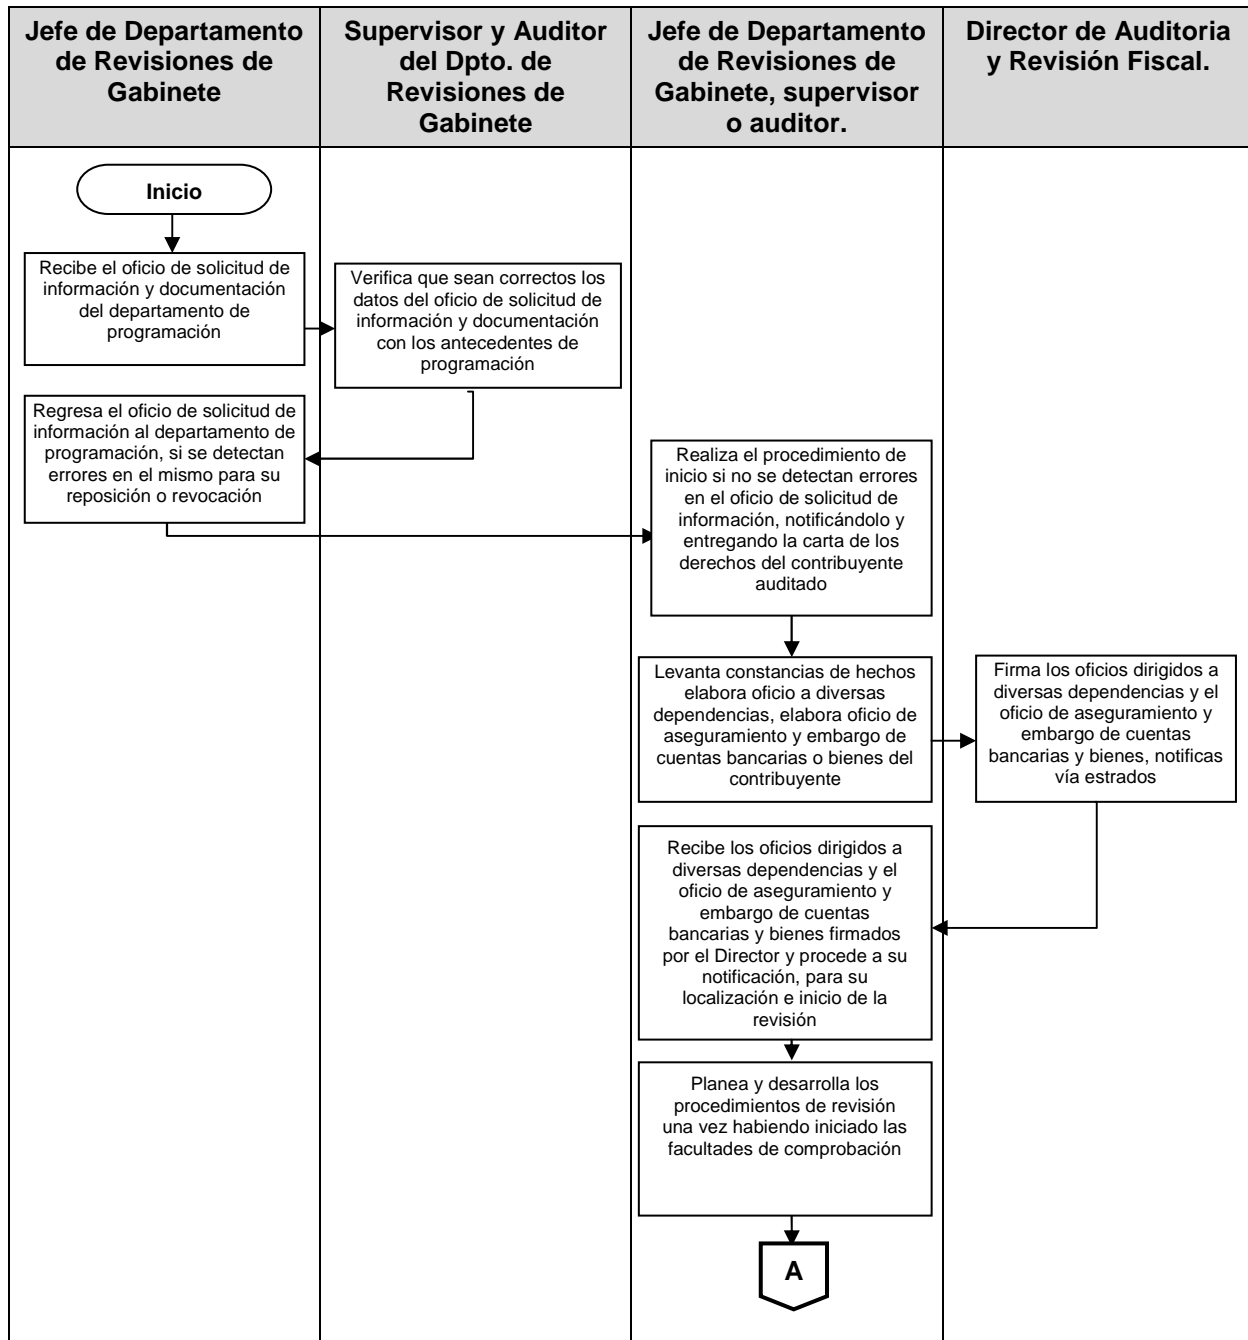 Jefe de Departamento
de Revisiones de
Gabinete
Supervisor y Auditor
del Dpto. de
Revisiones de
Gabinete
Jefe de Departamento
de Revisiones de
Gabinete, supervisor
o auditor.
Director de Auditoria
y Revisión Fiscal.
Inicio
Recibe el oficio de solicitud de
información y documentación
del departamento de
programación
Verifica que sean correctos los
datos del oficio de solicitud de
información y documentación
con los antecedentes de
programación
Regresa el oficio de solicitud de
información al departamento de
programación, si se detectan
errores en el mismo para su
reposición o revocación
Realiza el procedimiento de
inicio si no se detectan errores
en el oficio de solicitud de
información, notificándolo y
entregando la carta de los
derechos del contribuyente
auditado
Levanta constancias de hechos
elabora oficio a diversas
dependencias, elabora oficio de
aseguramiento y embargo de
cuentas bancarias o bienes del
contribuyente
Firma los oficios dirigidos a
diversas dependencias y el
oficio de aseguramiento y
embargo de cuentas
bancarias y bienes, notificas
vía estrados
Recibe los oficios dirigidos a
diversas dependencias y el
oficio de aseguramiento y
embargo de cuentas
bancarias y bienes firmados
por el Director y procede a su
notificación, para su
localización e inicio de la
revisión
Planea y desarrolla los
procedimientos de revisión
una vez habiendo iniciado las
facultades de comprobación
A